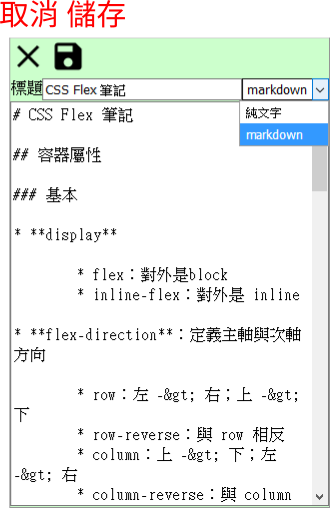 取消 儲存
標題 CSS Flex 筆記 markdown
純文字
markdown
# CSS Flex 筆記
## 容器屬性
### 基本
* **display**
* flex：對外是block
* inline-flex：對外是 inline
* **flex-direction**：定義主軸與次軸
方向
* row：左 -&gt; 右；上 -&gt;
下
* row-reverse：與 row 相反
* column：上 -&gt; 下；左
-&gt; 右
* column-reverse：與 column